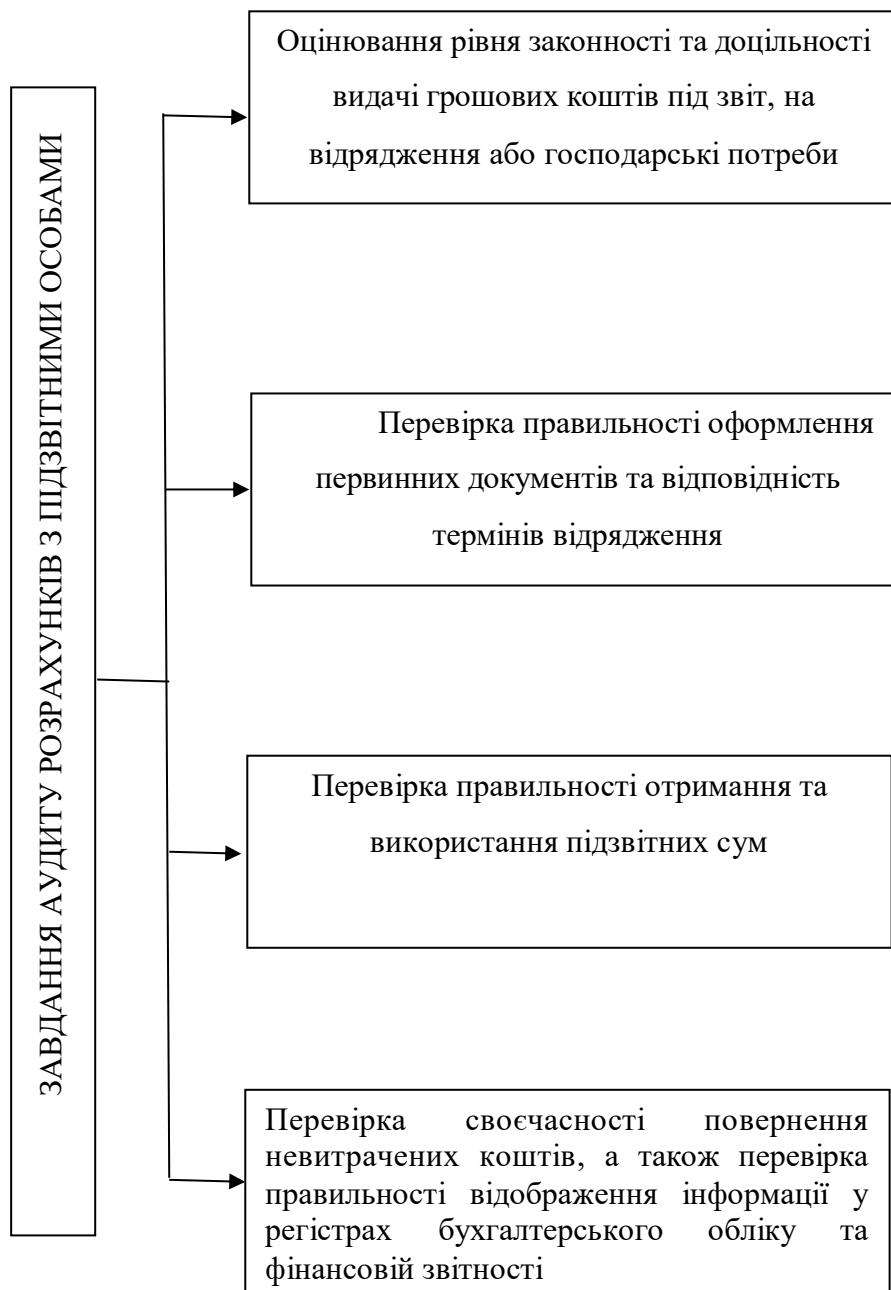 ЗАВДАННЯ АУДИТУ РОЗРАХУНКІВ З ПІДЗВІТНИМИ ОСОБАМИ
Оцінювання рівня законності та доцільності
видачі грошових коштів під звіт, на
відрядження або господарські потреби
Перевірка правильності оформлення
первинних документів та відповідність
термінів відрядження
Перевірка правильності отримання та
використання підзвітних сум
Перевірка своєчасності повернення
невитрачених коштів, а також перевірка
правильності відображення інформації у
регістрах бухгалтерського обліку та
фінансовій звітності